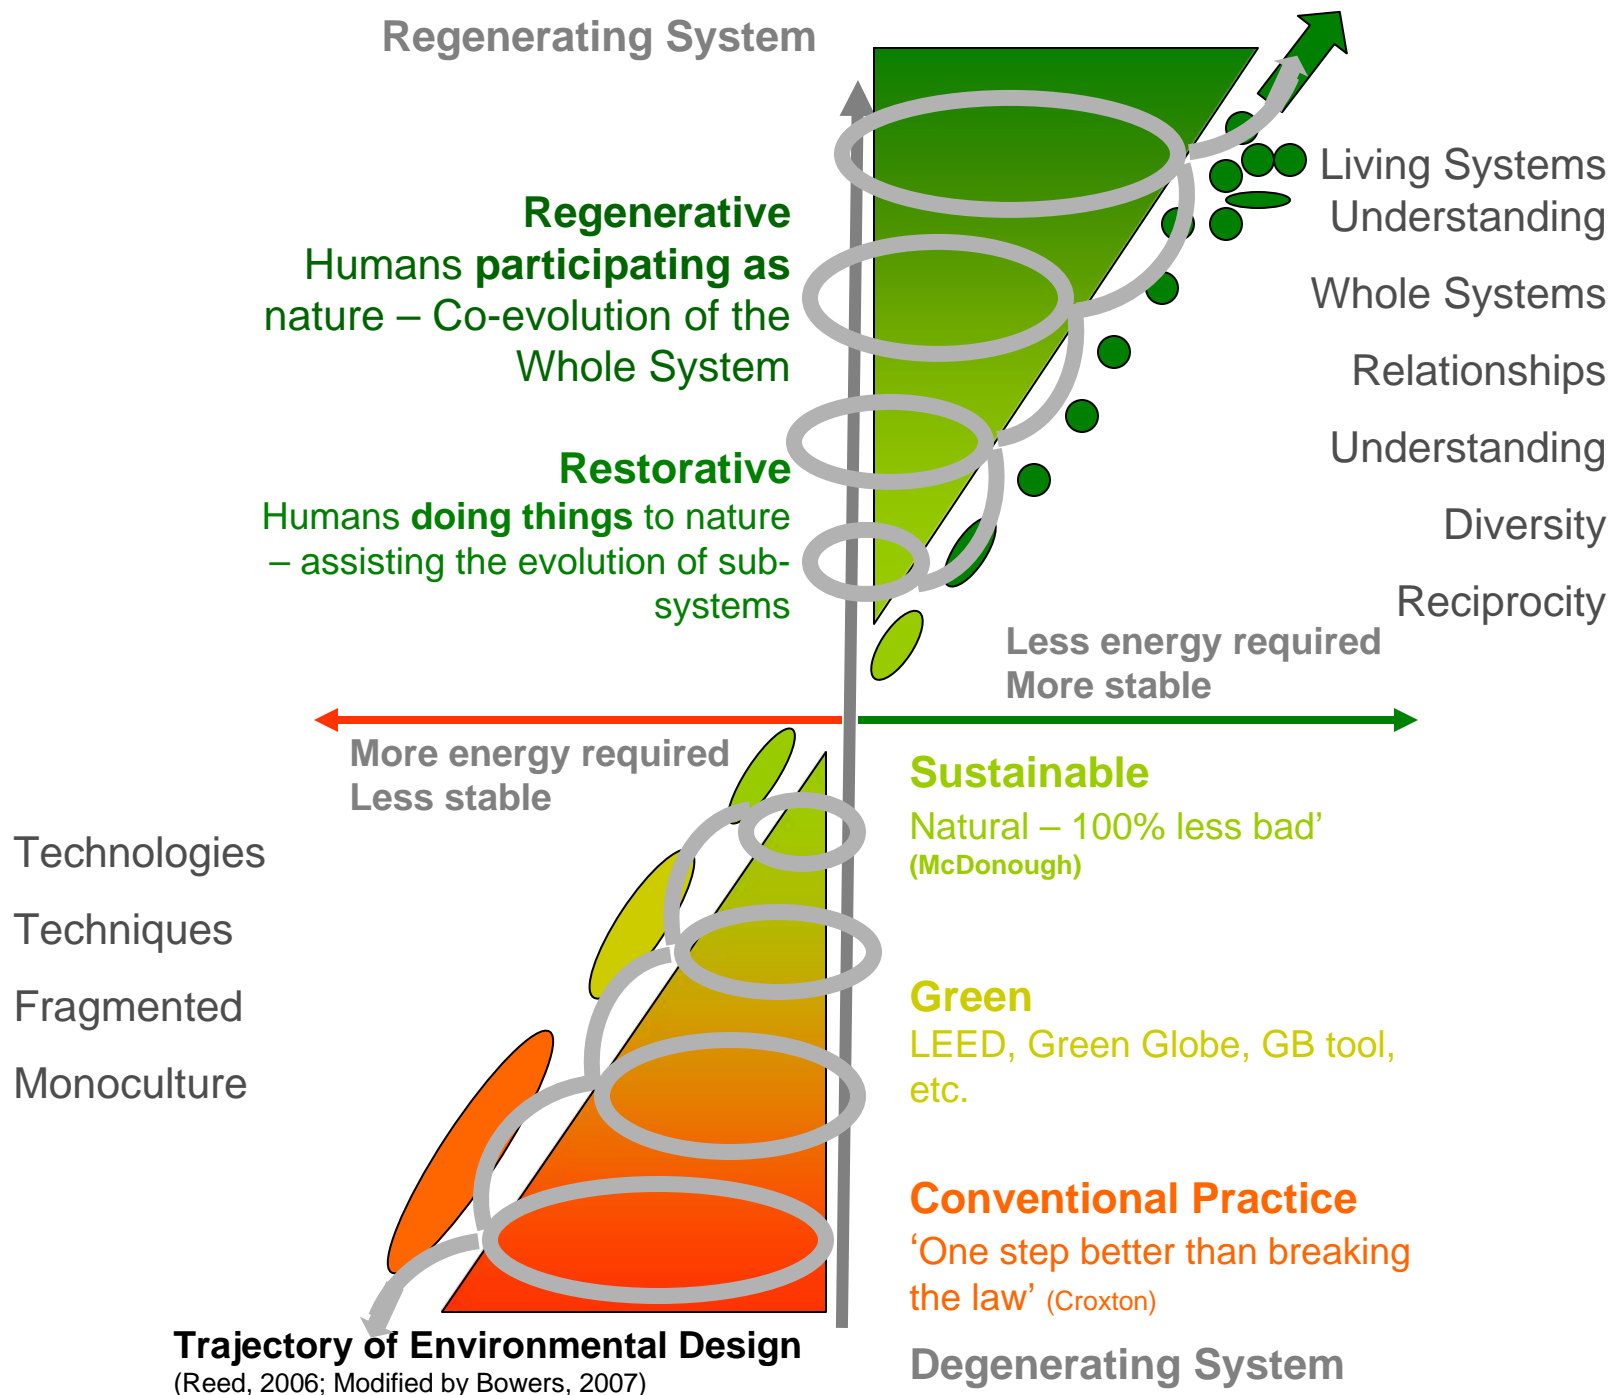 Regenerating System
Regenerative
Humans participating as
nature – Co-evolution of the
Whole System
Restorative
Humans doing things to nature
– assisting the evolution of sub-
systems
Living Systems
Understanding
Whole Systems
Relationships
Understanding
Diversity
Reciprocity
Less energy required
More stable
More energy required
Less stable
Technologies
Techniques
Fragmented
Monoculture
Sustainable
Natural – 100% less bad’
(McDonough)
Green
LEED, Green Globe, GB tool,
etc.
Conventional Practice
‘One step better than breaking
the law’ (Croxton)
Degenerating System
Trajectory of Environmental Design
(Reed, 2006; Modified by Bowers, 2007)